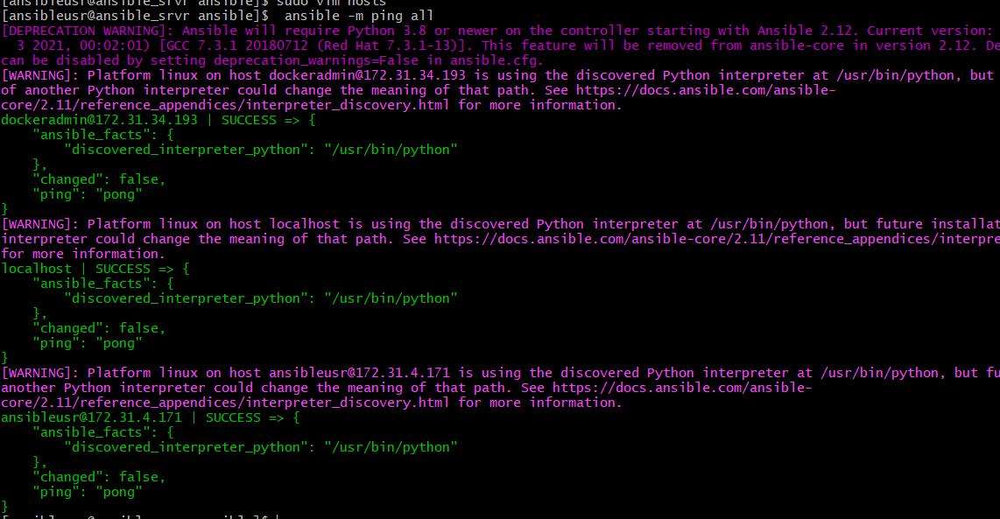 [ansibleusr@ansible_srvr ansible]$ sudo vim hosts
[ansibleusr@ansible_srvr ansible]$  ansible -m ping all
[DEPRECATION WARNING]: Ansible will require Python 3.8 or newer on the controller starting with Ansible 2.12. Current version:
  3 2021, 00:02:01) [GCC 7.3.1 20180712 (Red Hat 7.3.1-13)]. This feature will be removed from ansible-core in version 2.12. De
can be disabled by setting deprecation_warnings=False in ansible.cfg.
[WARNING]: Platform linux on host dockeradmin@172.31.34.193 is using the discovered Python interpreter at /usr/bin/python, but
of another Python interpreter could change the meaning of that path. See https://docs.ansible.com/ansible-
core/2.11/reference_appendices/interpreter_discovery.html for more information.
dockeradmin@172.31.34.193 | SUCCESS => {
    "ansible_facts": {
        "discovered_interpreter_python": "/usr/bin/python"
    },
    "changed": false,
    "ping": "pong"
}
[WARNING]: Platform linux on host localhost is using the discovered Python interpreter at /usr/bin/python, but future installat
interpreter could change the meaning of that path. See https://docs.ansible.com/ansible-core/2.11/reference_appendices/interpre
for more information.
localhost | SUCCESS => {
    "ansible_facts": {
        "discovered_interpreter_python": "/usr/bin/python"
    },
    "changed": false,
    "ping": "pong"
}
[WARNING]: Platform linux on host ansibleusr@172.31.4.171 is using the discovered Python interpreter at /usr/bin/python, but fu
another Python interpreter could change the meaning of that path. See https://docs.ansible.com/ansible-
core/2.11/reference_appendices/interpreter_discovery.html for more information.
ansibleusr@172.31.4.171 | SUCCESS => {
    "ansible_facts": {
        "discovered_interpreter_python": "/usr/bin/python"
    },
    "changed": false,
    "ping": "pong"
}